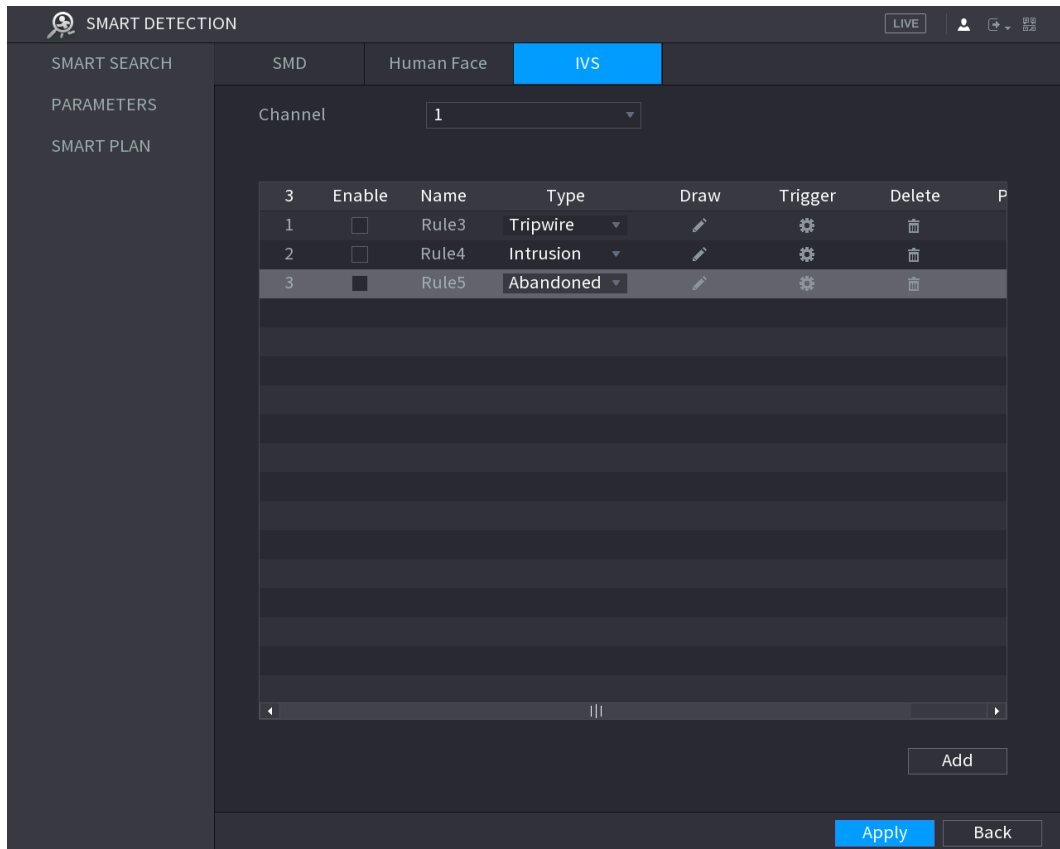 SMART DETECTION LIVE
SMART SEARCH
PARAMETERS
SMART PLAN
SMD Human Face IVS
Channel 1
3 Enable Name Type Draw Trigger Delete P
1 Rule3 Tripwire
2 Rule4 Intrusion
3 Rule5 Abandoned
Add
Apply Back